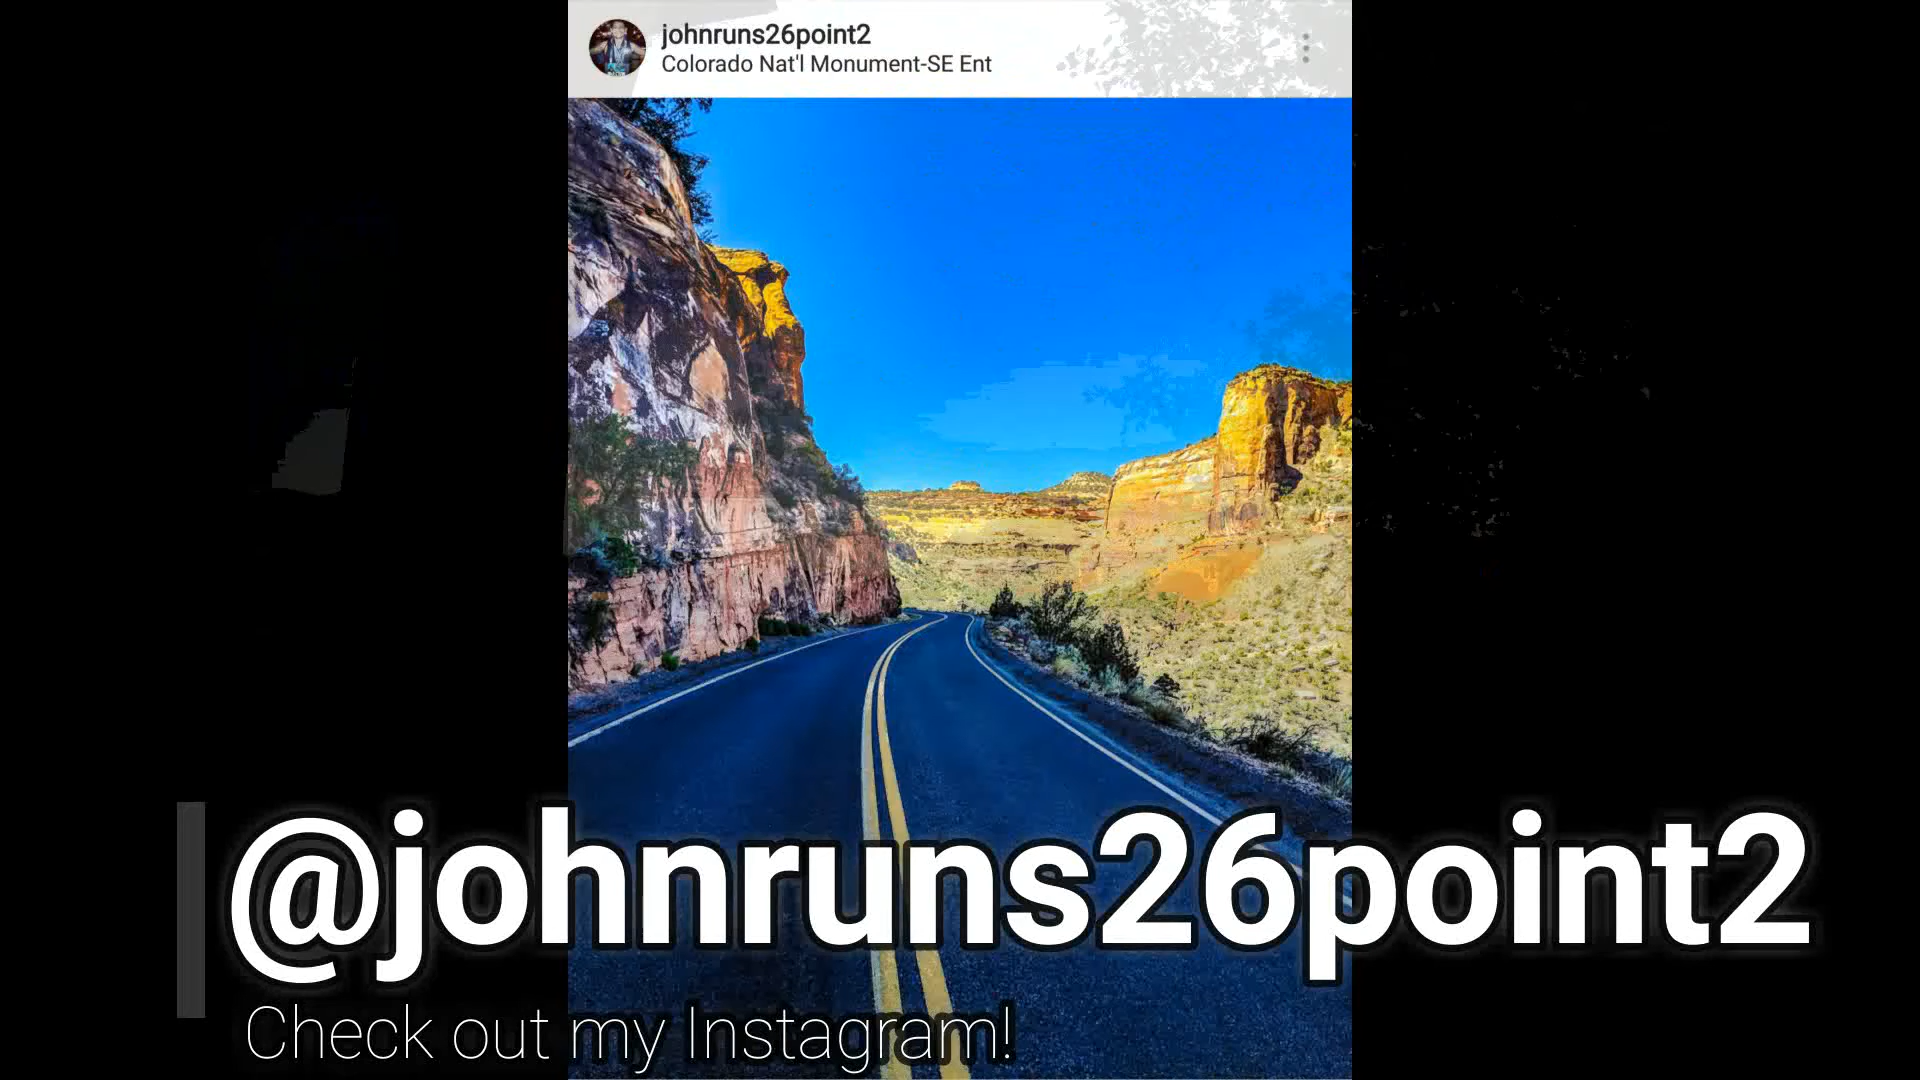 johnruns26point2
Colorado Nat'l Monument-SE Ent
@johnruns26point2
Check out my Instagram!